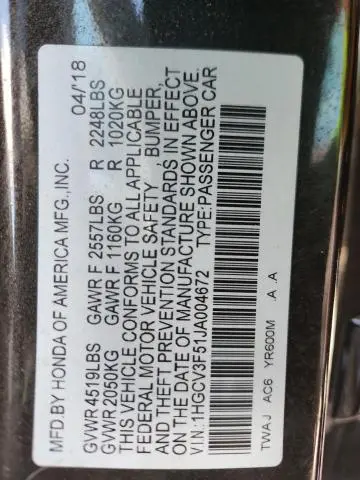 MFD.BY HONDA OF AMERICA MFG.,INC. 04/'18
GVWR 4519LBS GAWR F 2557LBS R 2248LBS
GVWR 2050KG GAWR F 1160KG R 1020KG
THIS VEHICLE CONFORMS TO ALL APPLICABLE
FEDERAL MOTOR VEHICLE SAFETY , BUMPER,
AND THEFT PREVENTION STANDARDS IN EFFECT
ON THE DATE OF MANUFACTURE SHOWN ABOVE.
V.I.N.:1HGCV3F51JA004672 TYPE:PASSENGER CAR
TWAJ AC6 YR600M A .A